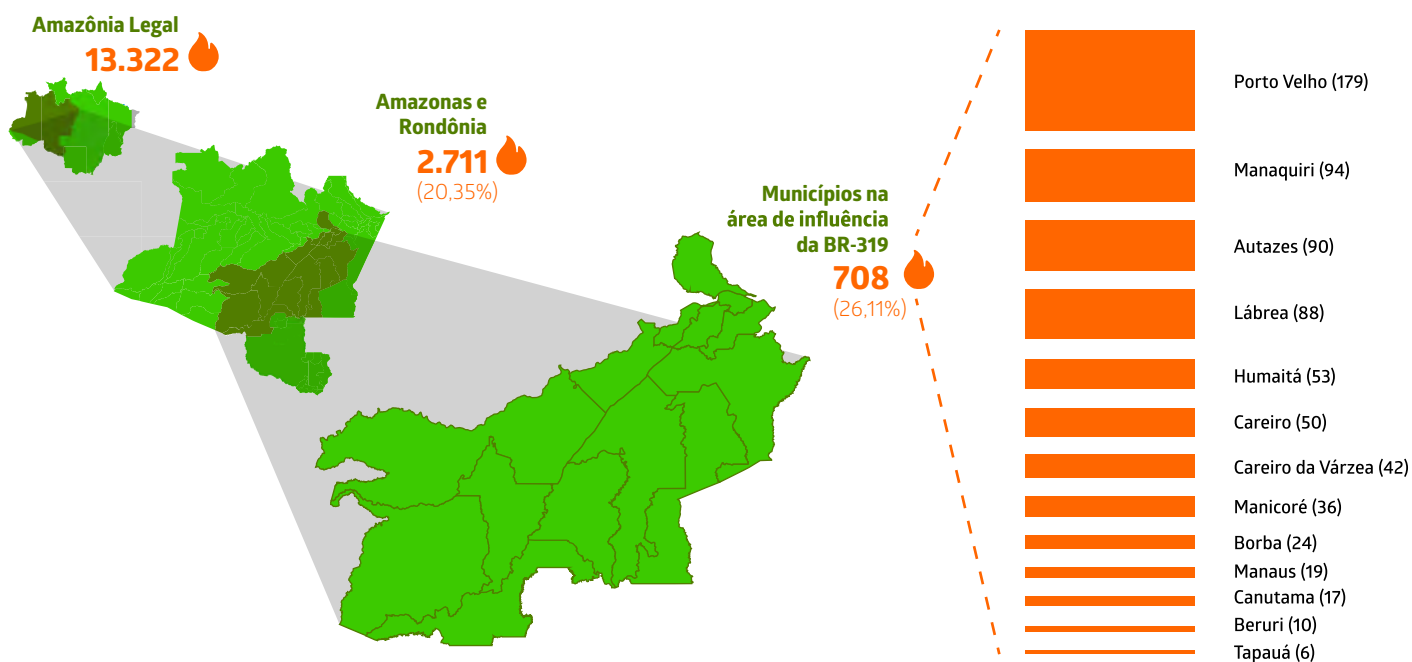 Amazônia Legal
13.322
Amazonas e
Rondônia
2.711
(20,35%)
Municípios na
área de influência
da BR-319
708
(26,11%)
Porto Velho (179)
Manaquiri (94)
Autazes (90)
Lábrea (88)
Humaitá (53)
Careiro (50)
Careiro da Várzea (42)
Manicoré (36)
Borba (24)
Manaus (19)
Canutama (17)
Beruri (10)
Tapauá (6)